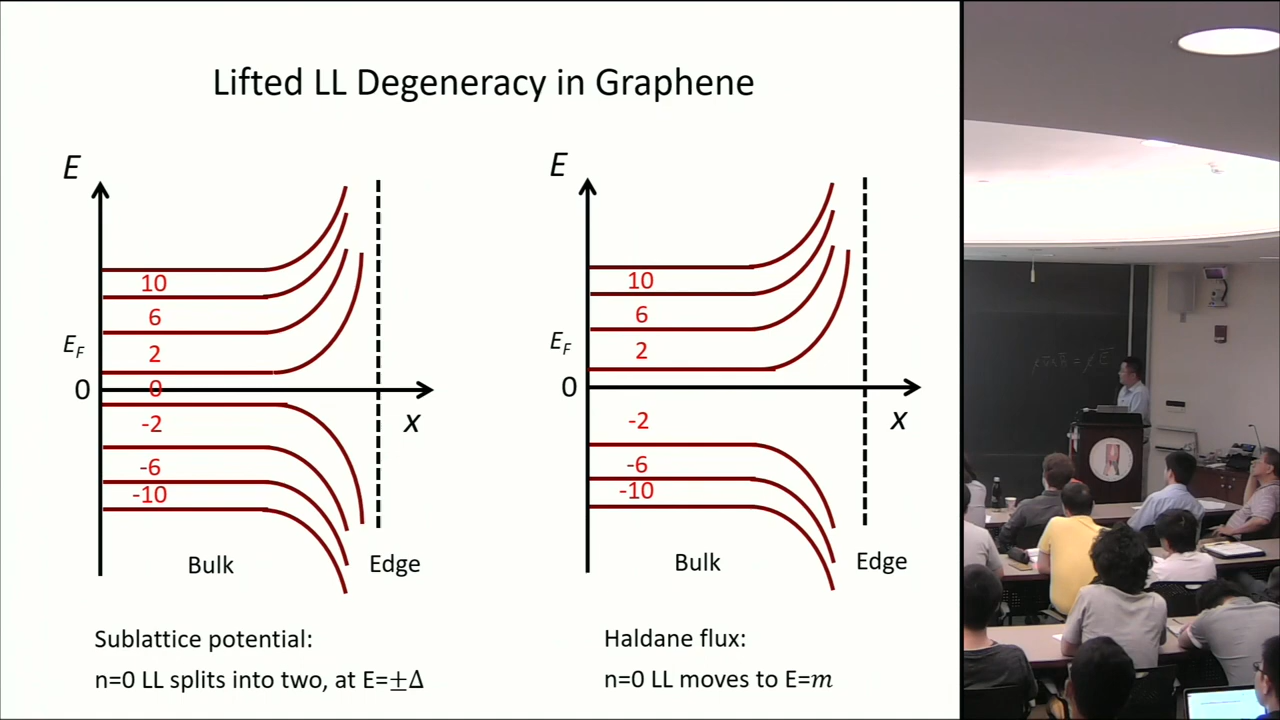 Lifted LL Degeneracy in Graphene
E
10
6
2
E_F
0
0
-2
-6
-10
x
Bulk
Edge
Sublattice potential:
n=0 LL splits into two, at E=±Δ
E
10
6
2
E_F
0
-2
-6
-10
x
Bulk
Edge
Haldane flux:
n=0 LL moves to E=m